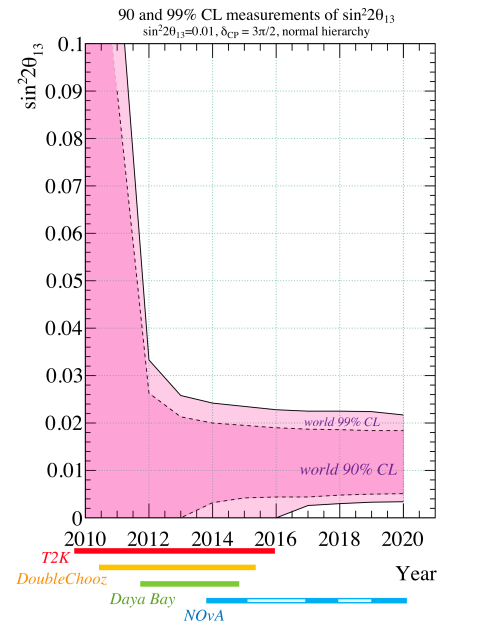 90 and 99% CL measurements of sin²2θ₁₃
sin²2θ₁₃=0.01, δCP = 3π/2, normal hierarchy
sin²2θ₁₃
0.1
0.09
0.08
0.07
0.06
0.05
0.04
0.03
0.02
0.01
0
world 99% CL
world 90% CL
2010 2012 2014 2016 2018 2020
T2K
Year
DoubleChooz
Daya Bay
NOvA